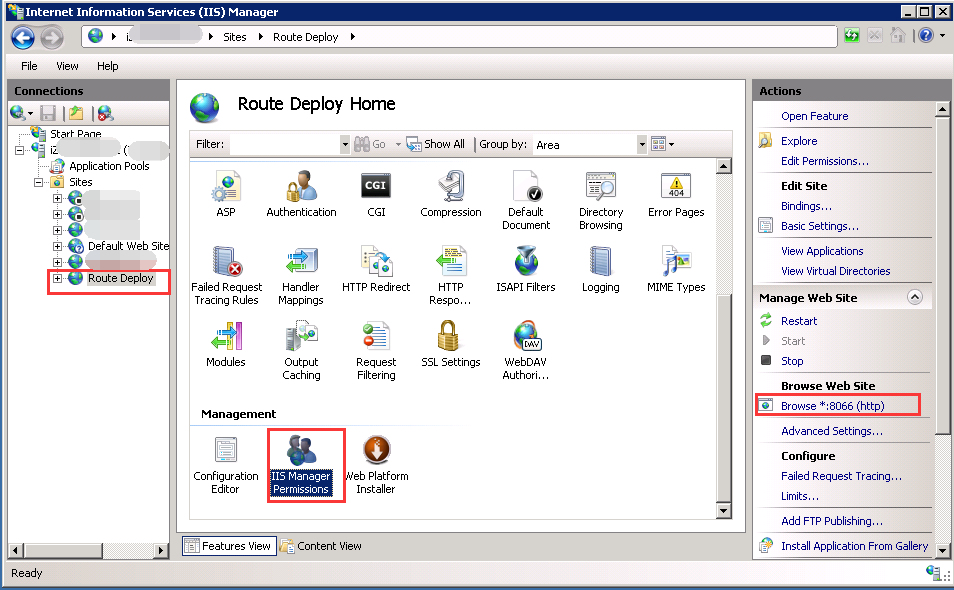 Internet Information Services (IIS) Manager
Sites
Route Deploy
File View Help
Connections
Start Page
Application Pools
Sites
Default Web Site
Route Deploy
Route Deploy Home
Filter: Go Show All Group by: Area
ASP
Authentication
CGI
CGI
Compression
Default
Document
Directory
Browsing
404
Error Pages
Failed Request
Tracing Rules
Handler
Mappings
HTTP Redirect
HTTP
Respo...
ISAPI Filters
Logging
MIME Types
Modules
Output
Caching
Request
Filtering
SSL Settings
DAV
WebDAV
Authori...
Management
Configuration
Editor
IIS Manager
Permissions
Web Platform
Installer
Features View Content View
Actions
Open Feature
Explore
Edit Permissions...
Edit Site
Bindings...
Basic Settings...
View Applications
View Virtual Directories
Manage Web Site
Restart
Start
Stop
Browse Web Site
Browse *:8066 (http)
Advanced Settings...
Configure
Failed Request Tracing...
Limits...
Add FTP Publishing...
Install Application From Gallery
Ready